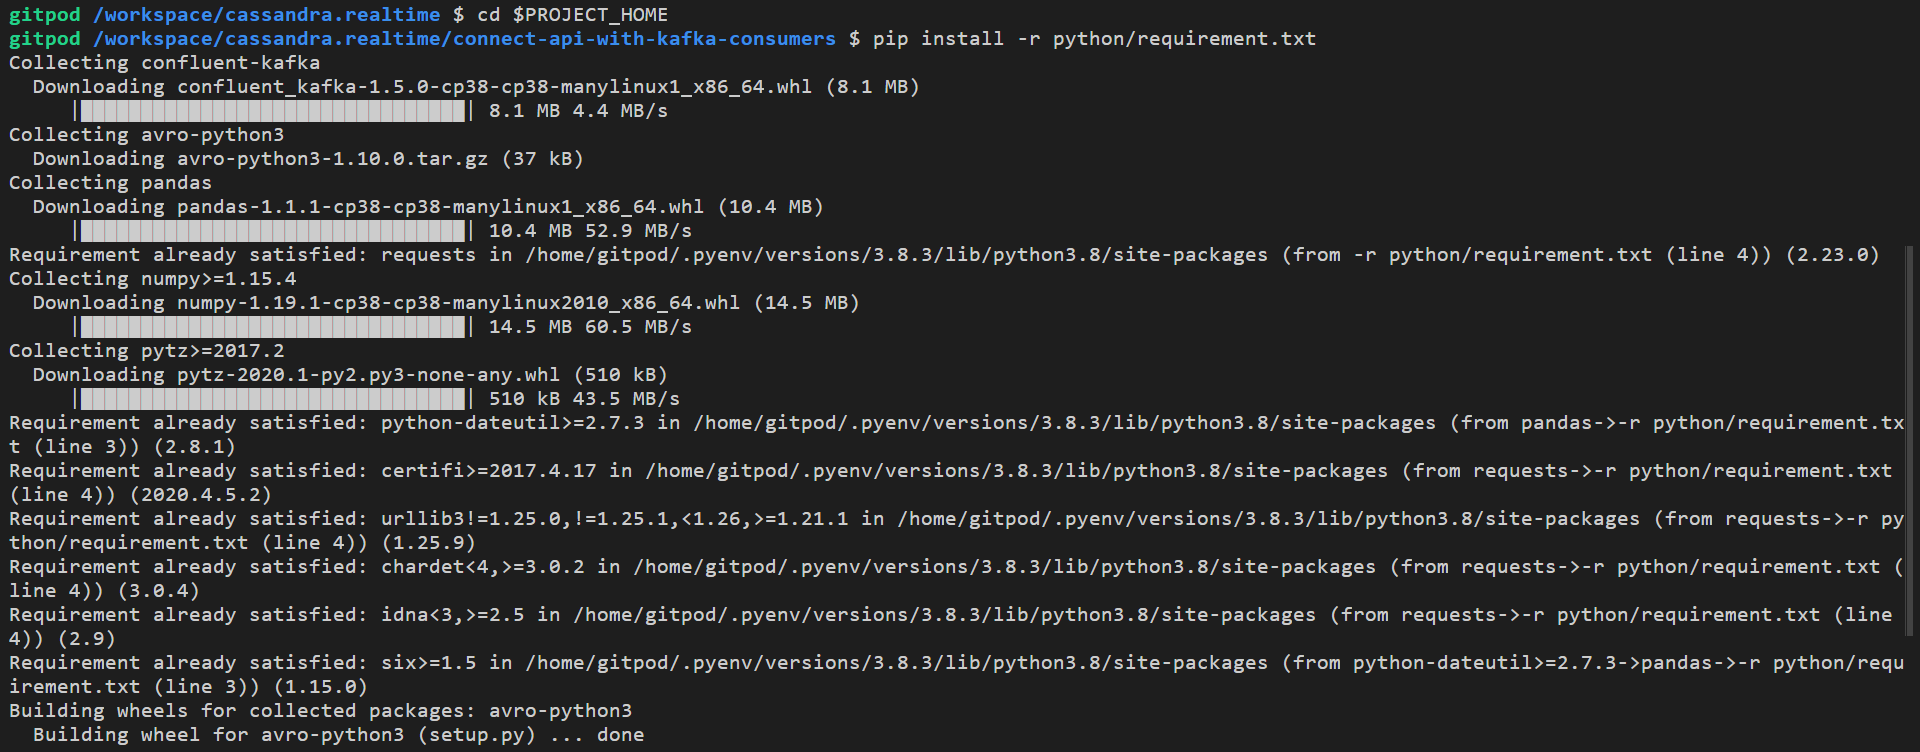 gitpod /workspace/cassandra.realtime $ cd $PROJECT_HOME
gitpod /workspace/cassandra.realtime/connect-api-with-kafka-consumers $ pip install -r python/requirement.txt
Collecting confluent-kafka
  Downloading confluent_kafka-1.5.0-cp38-cp38-manylinux1_x86_64.whl (8.1 MB)
     |████████████████████████████████| 8.1 MB 4.4 MB/s
Collecting avro-python3
  Downloading avro-python3-1.10.0.tar.gz (37 kB)
Collecting pandas
  Downloading pandas-1.1.1-cp38-cp38-manylinux1_x86_64.whl (10.4 MB)
     |████████████████████████████████| 10.4 MB 52.9 MB/s
Requirement already satisfied: requests in /home/gitpod/.pyenv/versions/3.8.3/lib/python3.8/site-packages (from -r python/requirement.txt (line 4)) (2.23.0)
Collecting numpy>=1.15.4
  Downloading numpy-1.19.1-cp38-cp38-manylinux2010_x86_64.whl (14.5 MB)
     |████████████████████████████████| 14.5 MB 60.5 MB/s
Collecting pytz>=2017.2
  Downloading pytz-2020.1-py2.py3-none-any.whl (510 kB)
     |████████████████████████████████| 510 kB 43.5 MB/s
Requirement already satisfied: python-dateutil>=2.7.3 in /home/gitpod/.pyenv/versions/3.8.3/lib/python3.8/site-packages (from pandas->-r python/requirement.tx
t (line 3)) (2.8.1)
Requirement already satisfied: certifi>=2017.4.17 in /home/gitpod/.pyenv/versions/3.8.3/lib/python3.8/site-packages (from requests->-r python/requirement.txt
(line 4)) (2020.4.5.2)
Requirement already satisfied: urllib3!=1.25.0,!=1.25.1,<1.26,>=1.21.1 in /home/gitpod/.pyenv/versions/3.8.3/lib/python3.8/site-packages (from requests->-r py
thon/requirement.txt (line 4)) (1.25.9)
Requirement already satisfied: chardet<4,>=3.0.2 in /home/gitpod/.pyenv/versions/3.8.3/lib/python3.8/site-packages (from requests->-r python/requirement.txt (
line 4)) (3.0.4)
Requirement already satisfied: idna<3,>=2.5 in /home/gitpod/.pyenv/versions/3.8.3/lib/python3.8/site-packages (from requests->-r python/requirement.txt (line
4)) (2.9)
Requirement already satisfied: six>=1.5 in /home/gitpod/.pyenv/versions/3.8.3/lib/python3.8/site-packages (from python-dateutil>=2.7.3->pandas->-r python/requ
irement.txt (line 3)) (1.15.0)
Building wheels for collected packages: avro-python3
  Building wheel for avro-python3 (setup.py) ... done